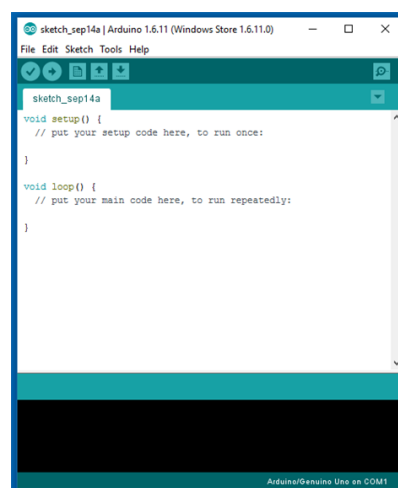 sketch_sep14a | Arduino 1.6.11 (Windows Store 1.6.11.0)
File Edit Sketch Tools Help
sketch_sep14a
void setup() {
// put your setup code here, to run once:
}
void loop() {
// put your main code here, to run repeatedly:
}
Arduino/Genuino Uno on COM1